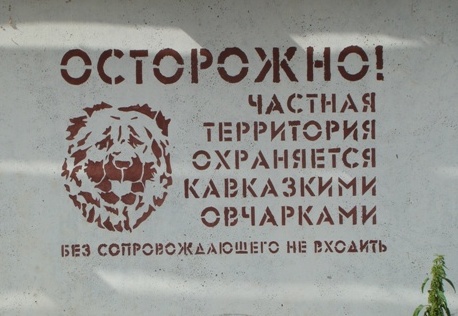 ОСТОРОЖНО!
ЧАСТНАЯ
ТЕРРИТОРИЯ
ОХРАНЯЕТСЯ
КАВКАЗКИМИ
ОВЧАРКАМИ
БЕЗ СОПРОВОЖДАЮЩЕГО НЕ ВХОДИТЬ